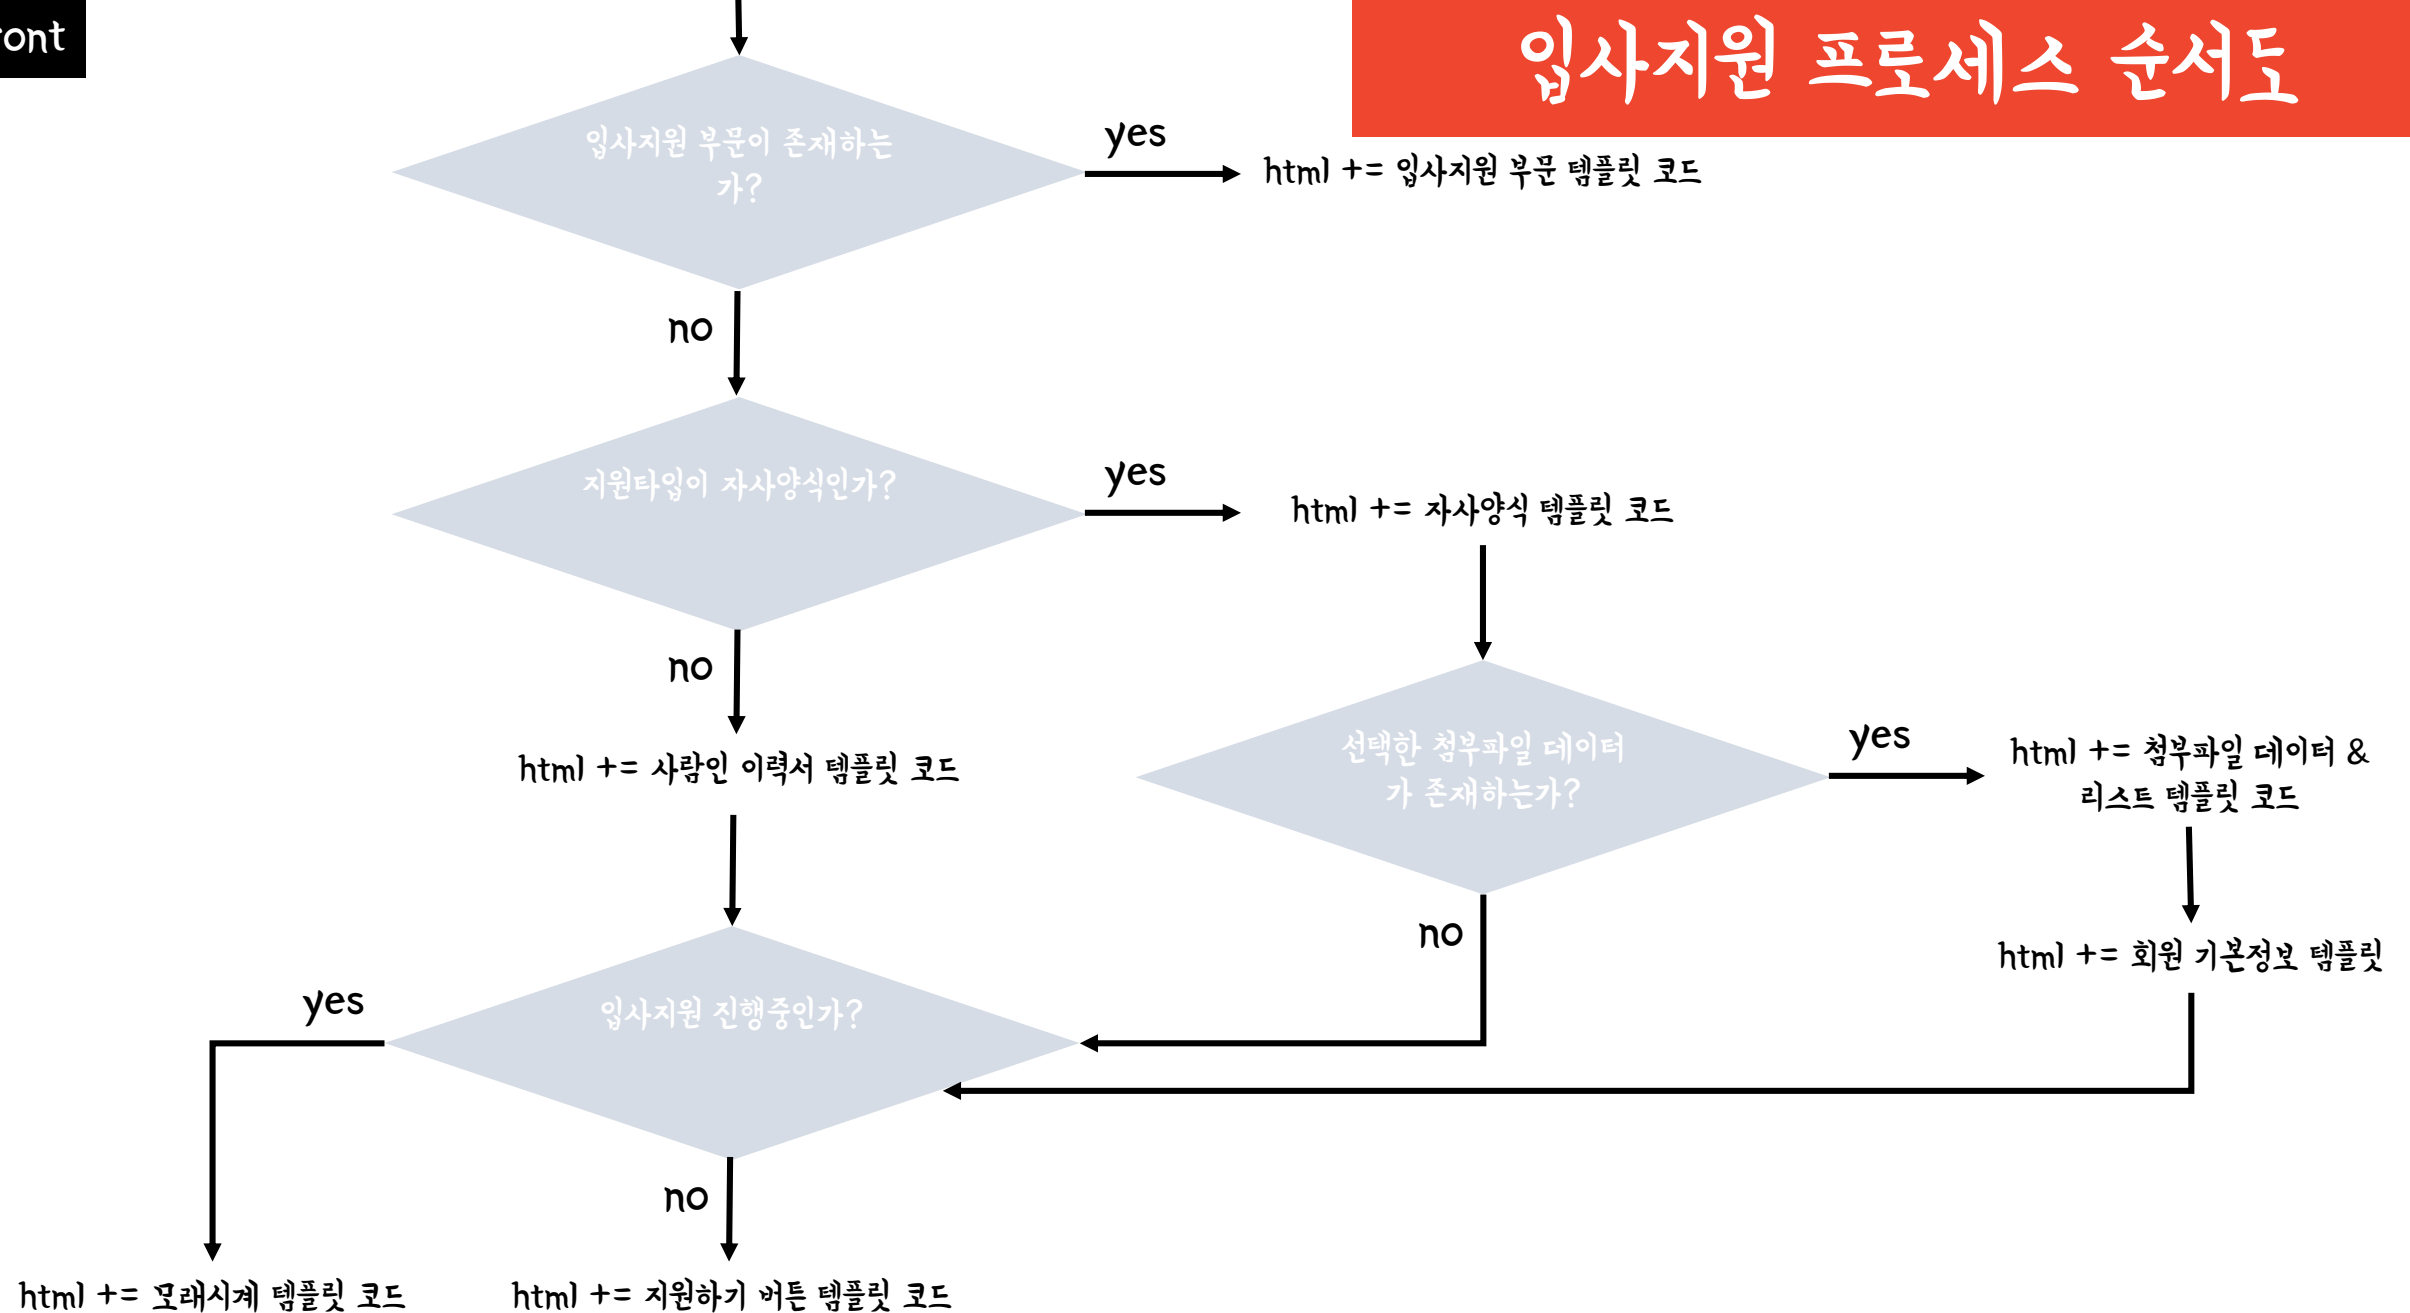 ront
입사지원 프로세스 순서도
입사지원 부문이 존재하는
가?
yes
html += 입사지원 부문 템플릿 코드
no
지원타입이 자사양식인가?
yes
html += 자사양식 템플릿 코드
no
html += 사람인 이력서 템플릿 코드
선택한 첨부파일 데이터
가 존재하는가?
yes
html += 첨부파일 데이터 &
리스트 템플릿 코드
no
html += 회원 기본정보 템플릿
입사지원 진행중인가?
yes
no
html += 모래시계 템플릿 코드
html += 지원하기 버튼 템플릿 코드